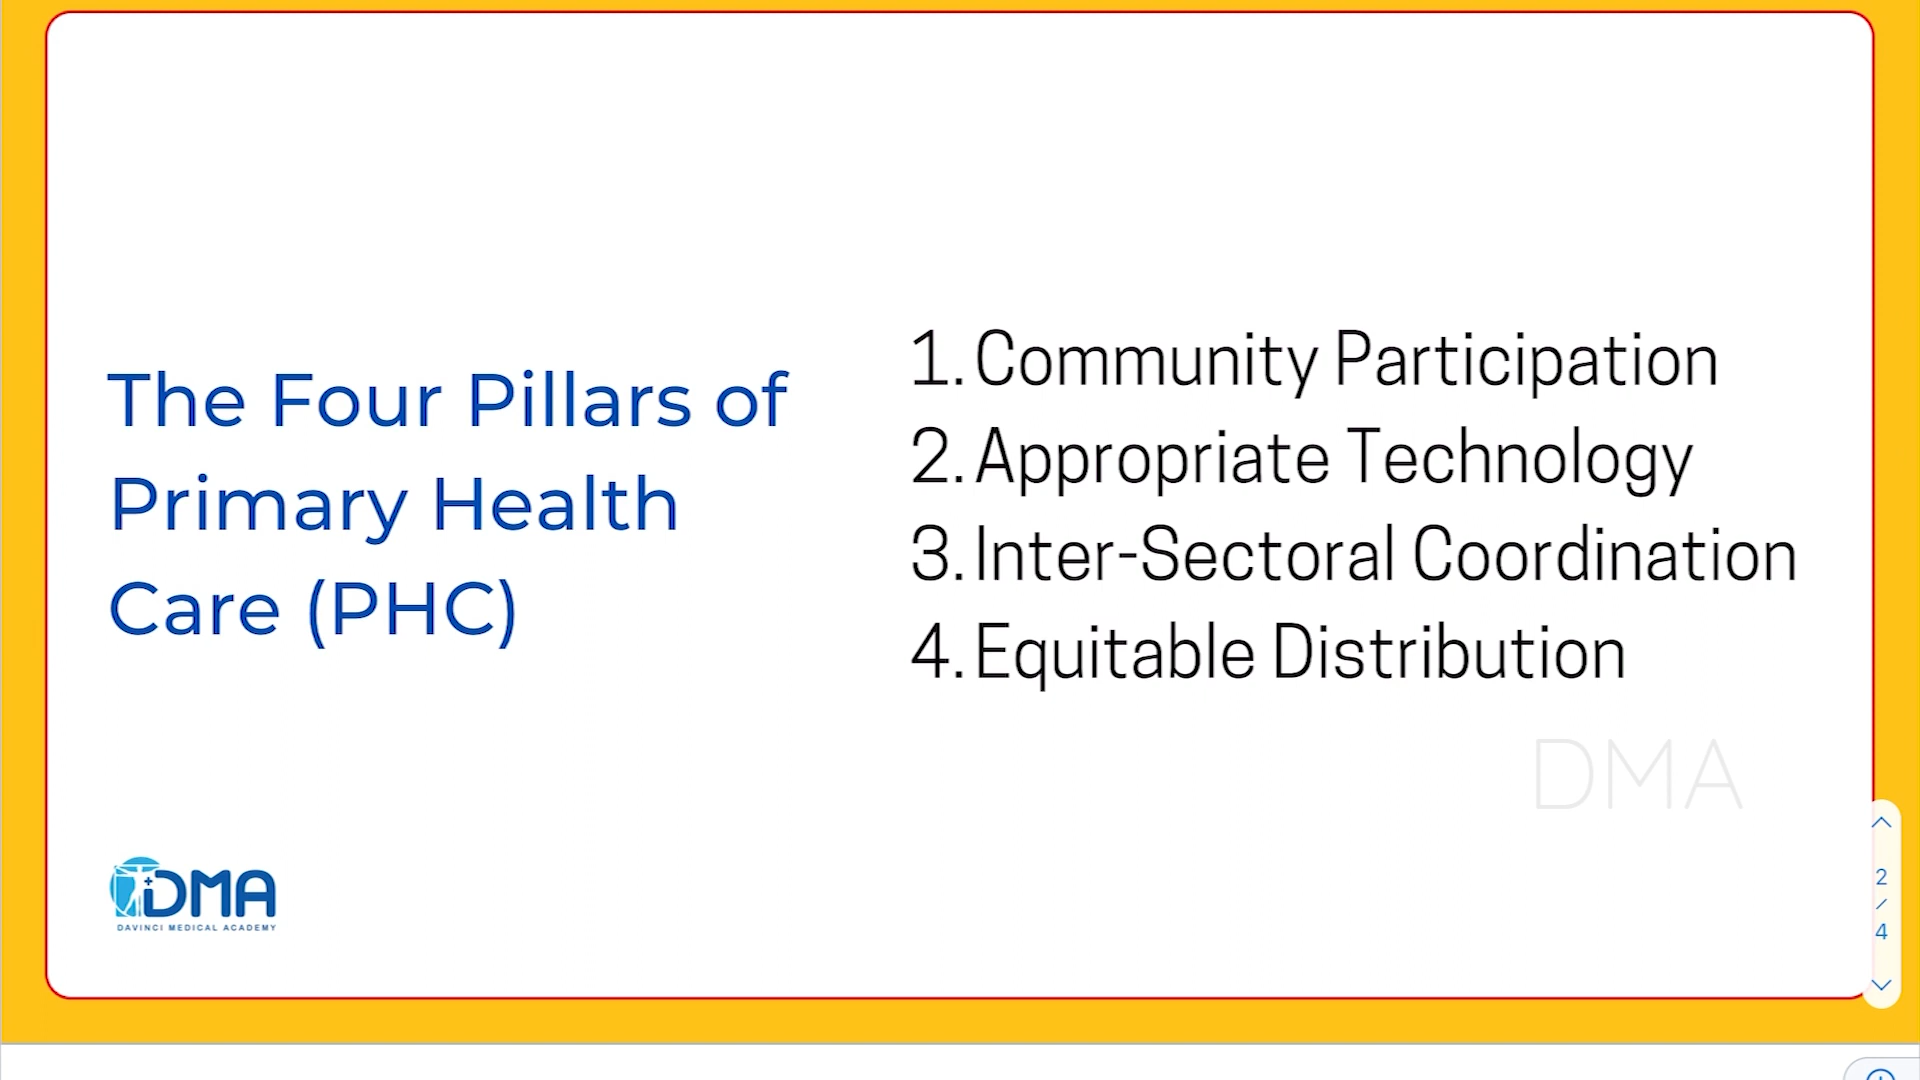 The Four Pillars of
Primary Health
Care (PHC)
1. Community Participation
2. Appropriate Technology
3. Inter-Sectoral Coordination
4. Equitable Distribution
DMA
DMA
DAVINCI MEDICAL ACADEMY
2
/
4